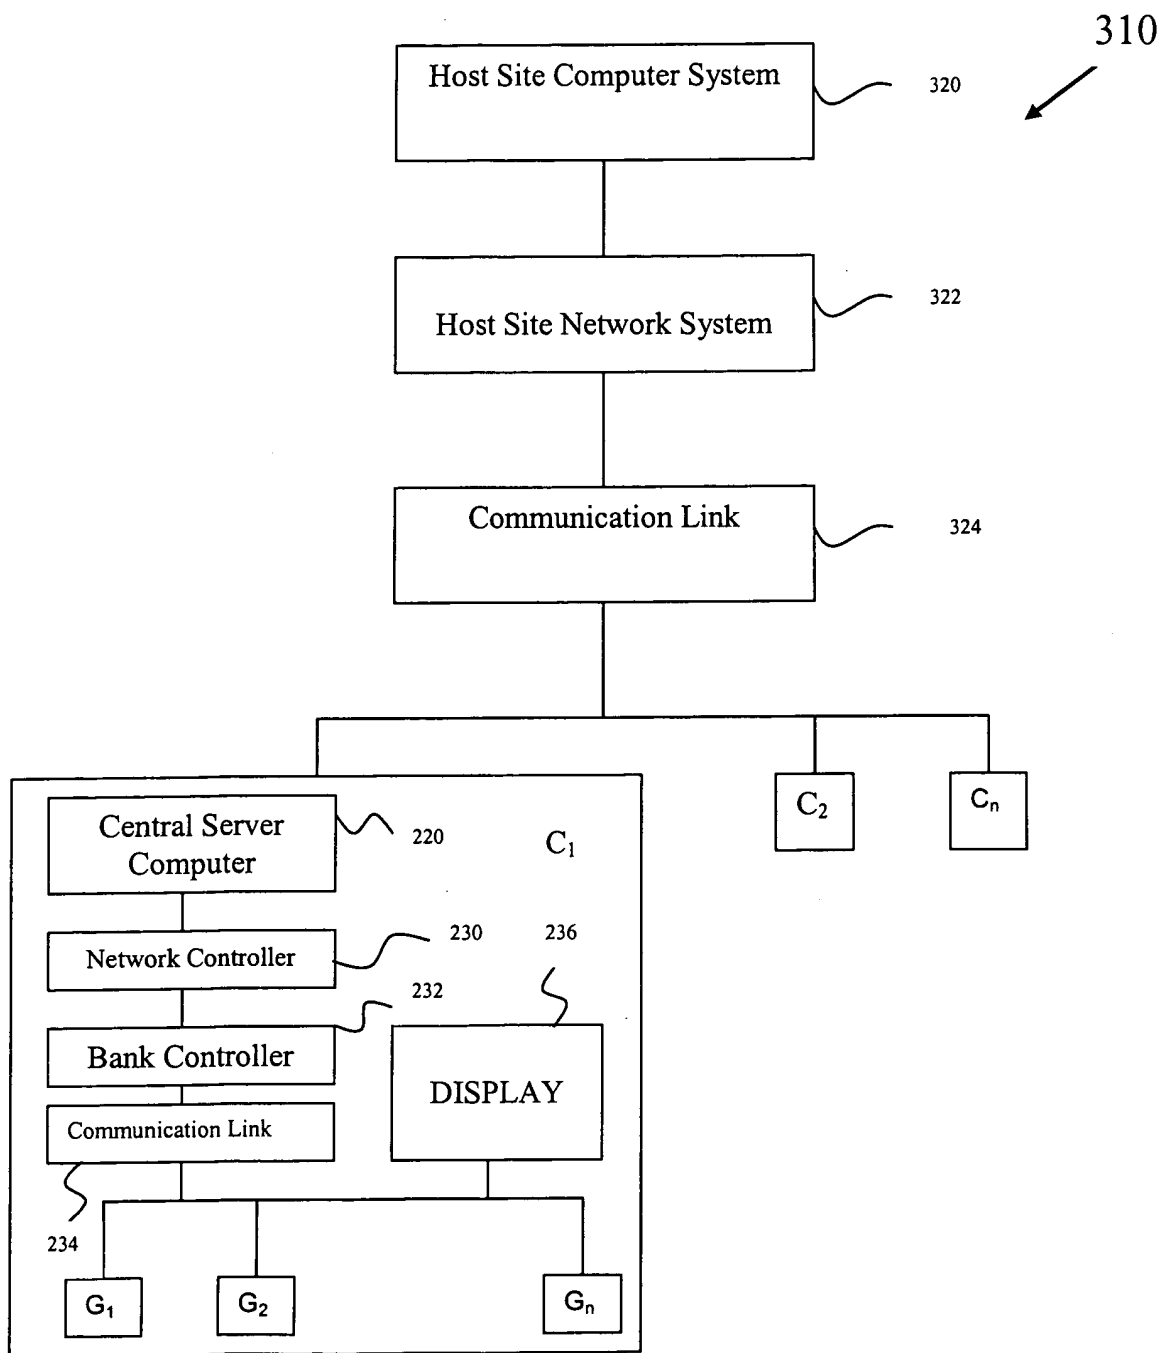 310
Host Site Computer System
320
Host Site Network System
322
Communication Link
324
C₂
Cₙ
Central Server
Computer
220
C₁
Network Controller
230
236
232
Bank Controller
DISPLAY
Communication Link
234
G₁
G₂
Gₙ